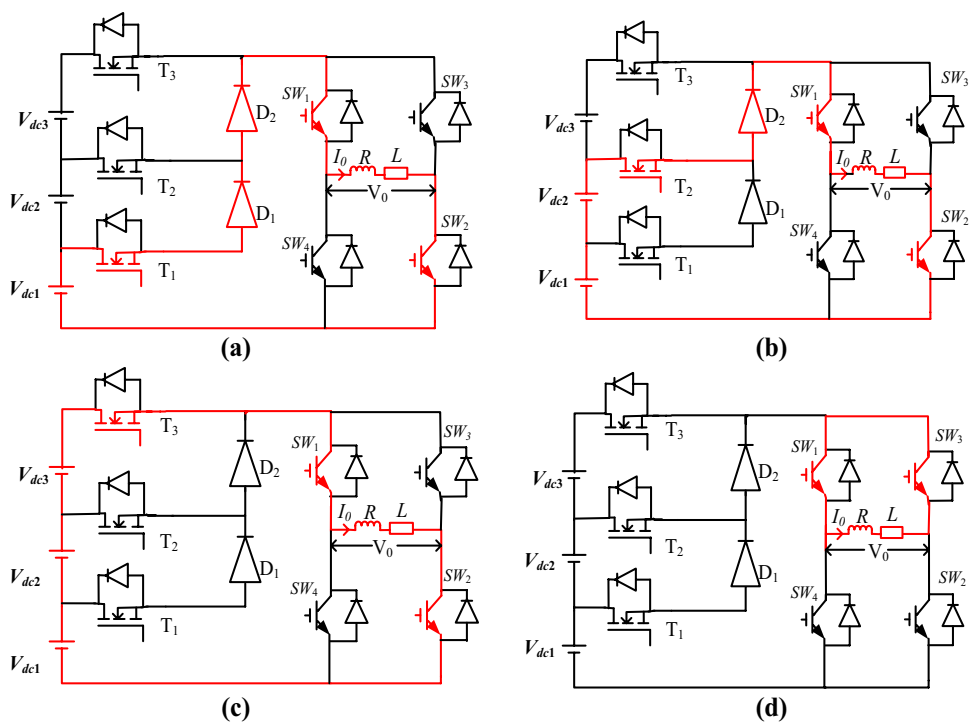 T3
SW1
SW3
Vdc3
D2
I0 R L
T2
V0
Vdc2
D1
SW4
SW2
T1
Vdc1
(a)
T3
SW1
SW3
Vdc3
D2
I0 R L
T2
V0
Vdc2
D1
SW4
SW2
T1
Vdc1
(b)
T3
SW1
SW3
Vdc3
D2
I0 R L
T2
V0
Vdc2
D1
SW4
SW2
T1
Vdc1
(c)
T3
SW1
SW3
Vdc3
D2
I0 R L
T2
V0
Vdc2
D1
SW4
SW2
T1
Vdc1
(d)